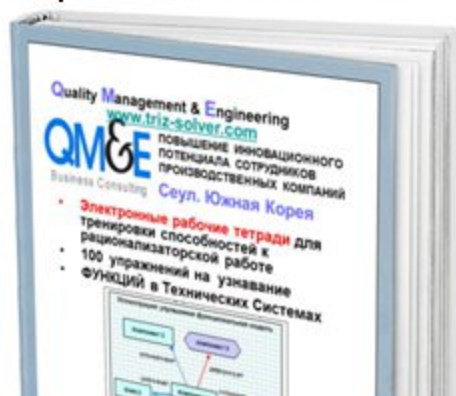 Quality Management & Engineering
www.triz-solver.com
QM&E
Business Consulting
ПОВЫШЕНИЕ ИННОВАЦИОННОГО
ПОТЕНЦИАЛА СОТРУДНИКОВ
ПРОИЗВОДСТВЕННЫХ КОМПАНИЙ
Сеул. Южная Корея
• Электронные рабочие тетради для
тренировки способностей к
рационализаторской работе
• 100 упражнений на узнавание
• ФУНКЦИЙ в Технических Системах